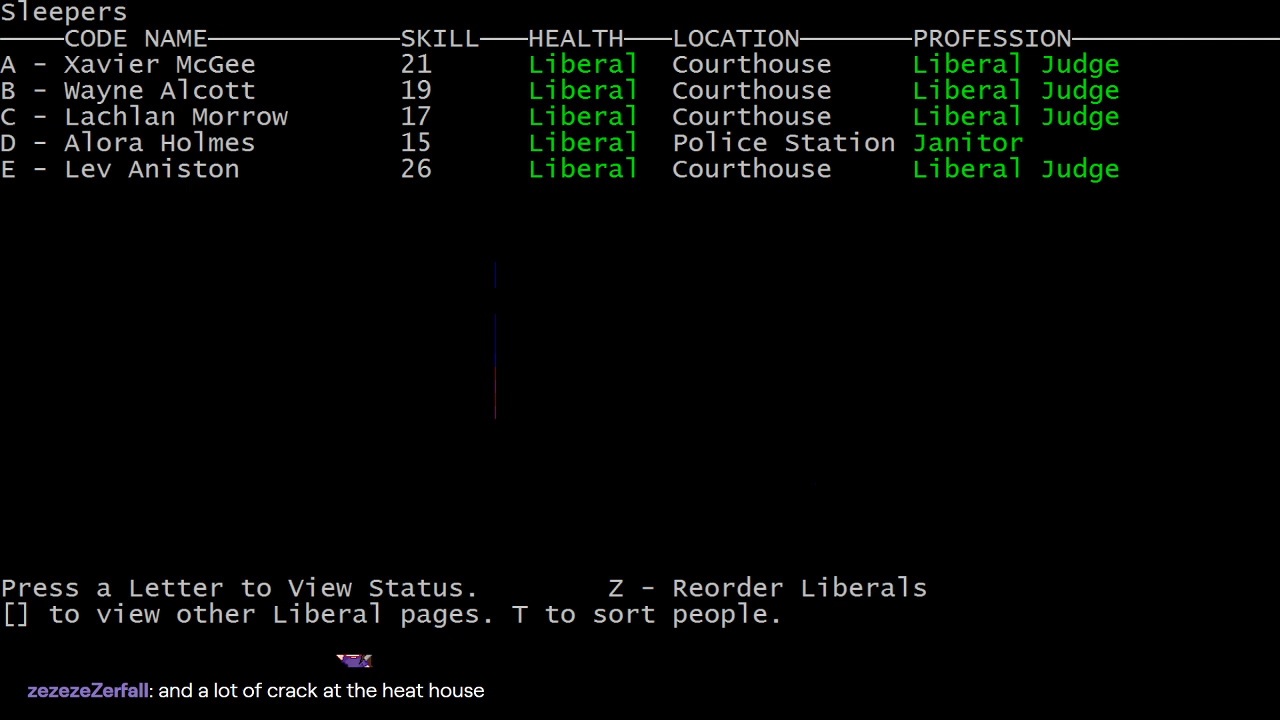 Sleepers
CODE NAME SKILL HEALTH LOCATION PROFESSION
A - Xavier McGee 21 Liberal Courthouse Liberal Judge
B - Wayne Alcott 19 Liberal Courthouse Liberal Judge
C - Lachlan Morrow 17 Liberal Courthouse Liberal Judge
D - Alora Holmes 15 Liberal Police Station Janitor
E - Lev Aniston 26 Liberal Courthouse Liberal Judge
Press a Letter to View Status. Z - Reorder Liberals
[] to view other Liberal pages. T to sort people.
zezezeZerfall: and a lot of crack at the heat house